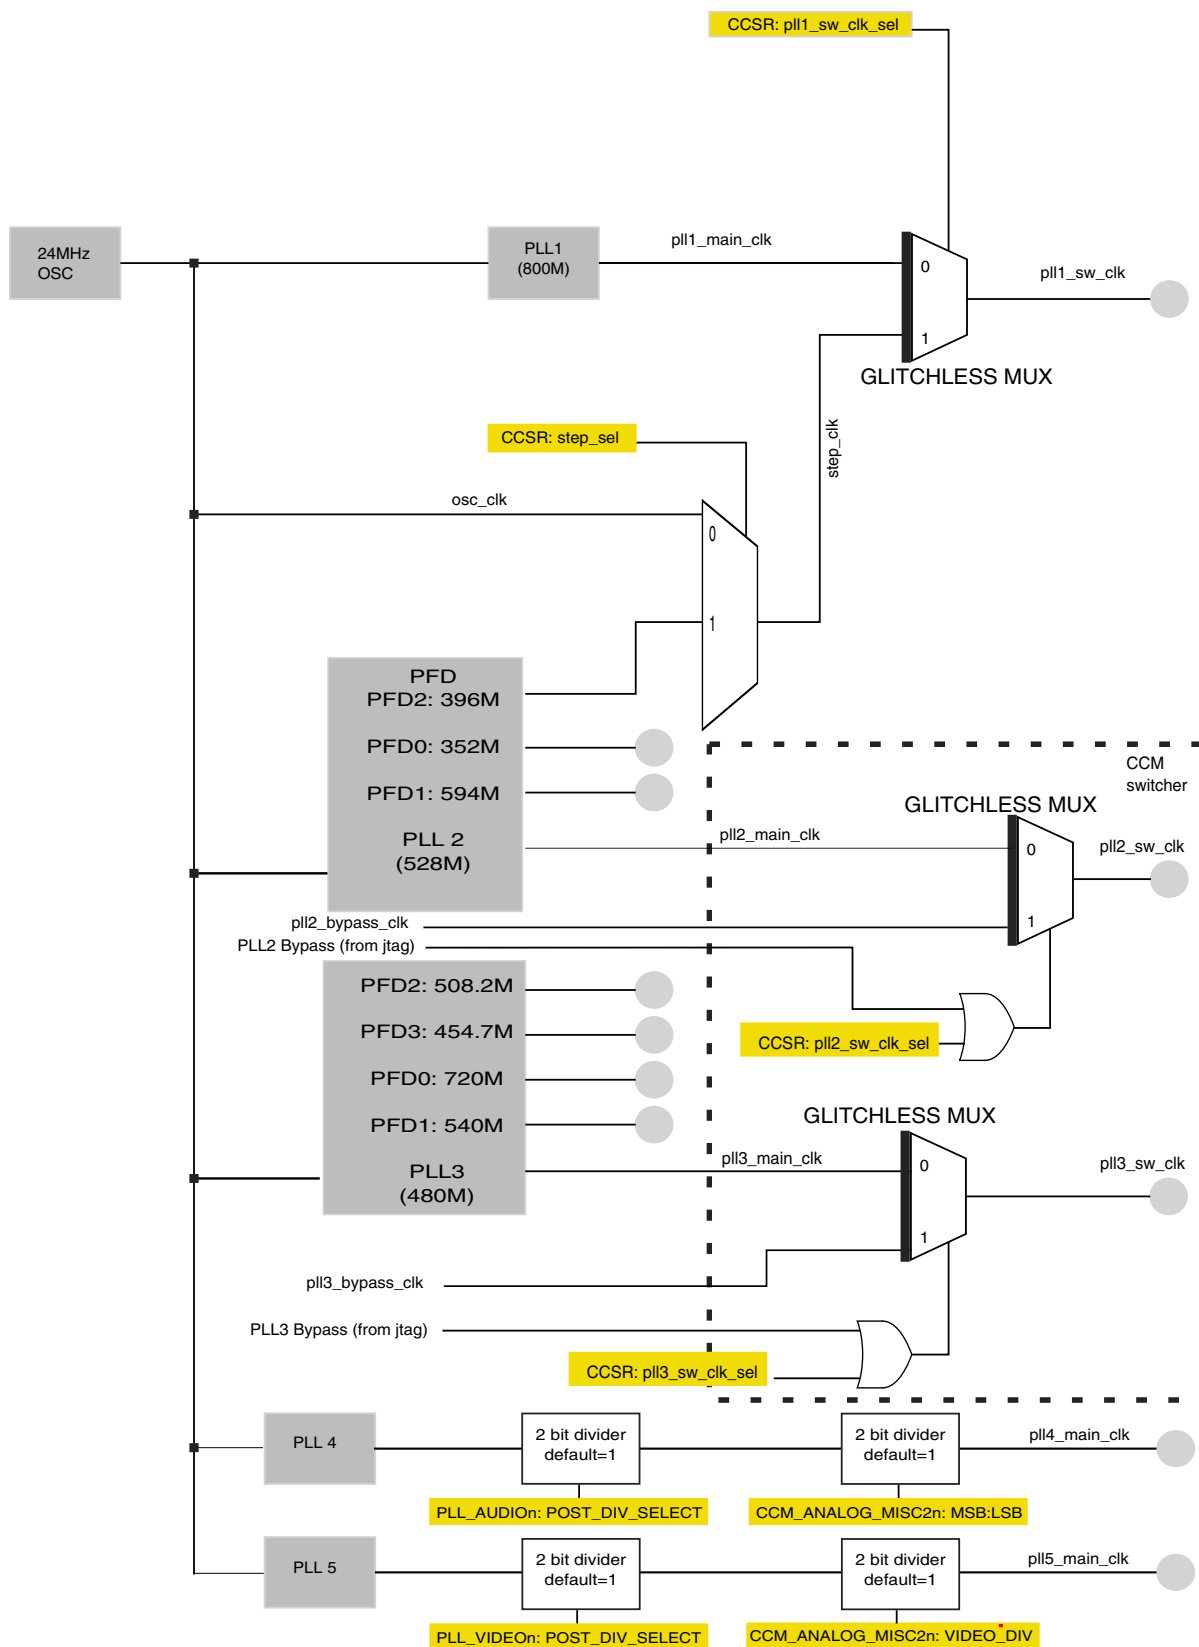 CCSR: pll1_sw_clk_sel
24MHz
OSC
PLL1
(800M)
pll1_main_clk
0
1
pll1_sw_clk
GLITCHLESS MUX
CCSR: step_sel
step_clk
osc_clk
0
1
PFD
PFD2: 396M
PFD0: 352M
PFD1: 594M
PLL 2
(528M)
CCM
switcher
GLITCHLESS MUX
pll2_main_clk
0
1
pll2_sw_clk
pll2_bypass_clk
PLL2 Bypass (from jtag)
CCSR: pll2_sw_clk_sel
PFD2: 508.2M
PFD3: 454.7M
PFD0: 720M
PFD1: 540M
PLL3
(480M)
GLITCHLESS MUX
pll3_main_clk
0
1
pll3_sw_clk
pll3_bypass_clk
PLL3 Bypass (from jtag)
CCSR: pll3_sw_clk_sel
PLL 4
2 bit divider
default=1
2 bit divider
default=1
pll4_main_clk
PLL_AUDIOn: POST_DIV_SELECT
CCM_ANALOG_MISC2n: MSB:LSB
PLL 5
2 bit divider
default=1
2 bit divider
default=1
pll5_main_clk
PLL_VIDEOn: POST_DIV_SELECT
CCM_ANALOG_MISC2n: VIDEO_DIV